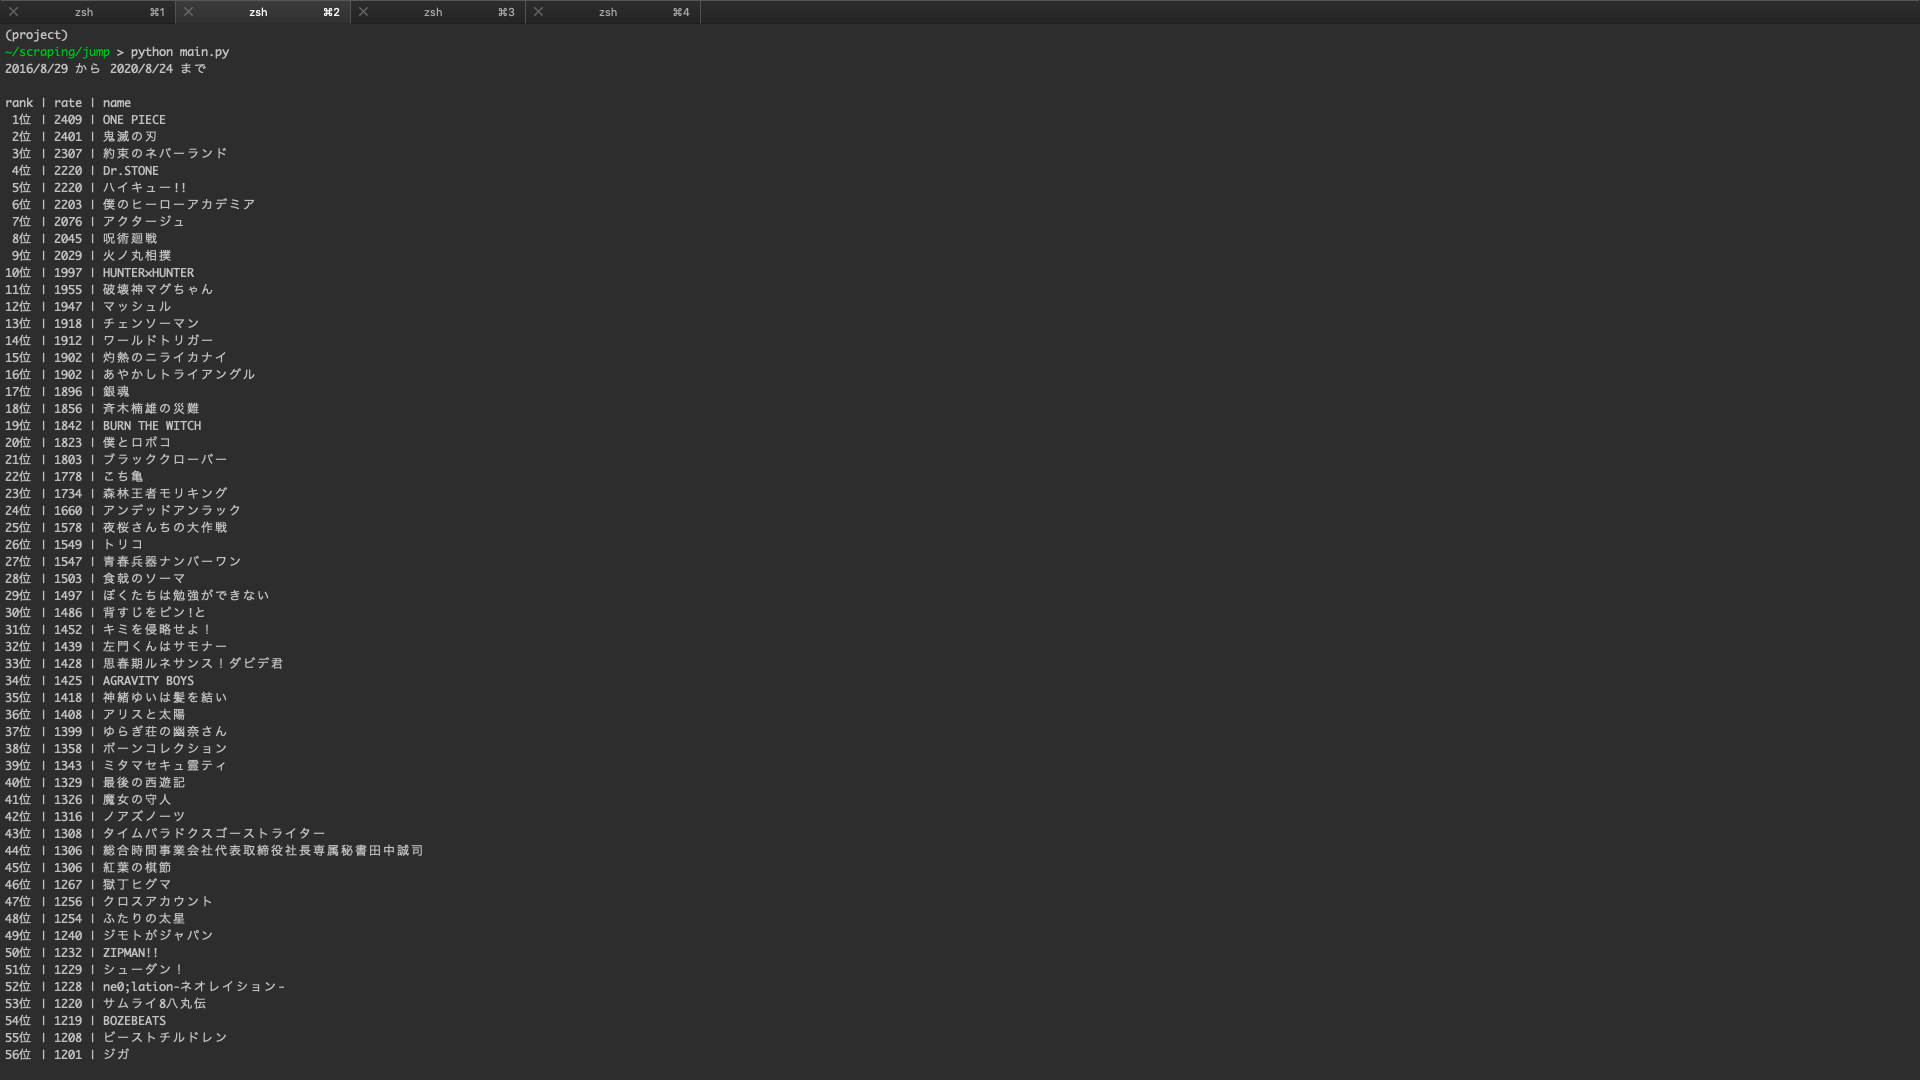 zsh ⌘1 zsh ⌘2 zsh ⌘3 zsh ⌘4
(project)
~/scraping/jump > python main.py
2016/8/29 から 2020/8/24 まで
rank | rate | name
1位 | 2409 | ONE PIECE
2位 | 2401 | 鬼滅の刃
3位 | 2307 | 約束のネバーランド
4位 | 2220 | Dr.STONE
5位 | 2220 | ハイキュー!!
6位 | 2203 | 僕のヒーローアカデミア
7位 | 2076 | アクタージュ
8位 | 2045 | 呪術廻戦
9位 | 2029 | 火ノ丸相撲
10位 | 1997 | HUNTER×HUNTER
11位 | 1955 | 破壊神マグちゃん
12位 | 1947 | マッシュル
13位 | 1918 | チェンソーマン
14位 | 1912 | ワールドトリガー
15位 | 1902 | 灼熱のニライカナイ
16位 | 1902 | あやかしトライアングル
17位 | 1896 | 銀魂
18位 | 1856 | 斉木楠雄の災難
19位 | 1842 | BURN THE WITCH
20位 | 1823 | 僕とロボコ
21位 | 1803 | ブラッククローバー
22位 | 1778 | こち亀
23位 | 1734 | 森林王者モリキング
24位 | 1660 | アンデッドアンラック
25位 | 1578 | 夜桜さんちの大作戦
26位 | 1549 | トリコ
27位 | 1547 | 青春兵器ナンバーワン
28位 | 1503 | 食戟のソーマ
29位 | 1497 | ぼくたちは勉強ができない
30位 | 1486 | 背すじをピン!と
31位 | 1452 | キミを侵略せよ！
32位 | 1439 | 左門くんはサモナー
33位 | 1428 | 思春期ルネサンス！ダビデ君
34位 | 1425 | AGRAVITY BOYS
35位 | 1418 | 神緒ゆいは髪を結い
36位 | 1408 | アリスと太陽
37位 | 1399 | ゆらぎ荘の幽奈さん
38位 | 1358 | ボーンコレクション
39位 | 1343 | ミタマセキュ霊ティ
40位 | 1329 | 最後の西遊記
41位 | 1326 | 魔女の守人
42位 | 1316 | ノアズノーツ
43位 | 1308 | タイムパラドクスゴーストライター
44位 | 1306 | 総合時間事業会社代表取締役社長専属秘書田中誠司
45位 | 1306 | 紅葉の棋節
46位 | 1267 | 獄丁ヒグマ
47位 | 1256 | クロスアカウント
48位 | 1254 | ふたりの太星
49位 | 1240 | ジモトがジャパン
50位 | 1232 | ZIPMAN!!
51位 | 1229 | シューダン！
52位 | 1228 | ne0;lation-ネオレイション-
53位 | 1220 | サムライ8八丸伝
54位 | 1219 | BOZEBEATS
55位 | 1208 | ビーストチルドレン
56位 | 1201 | ジガ